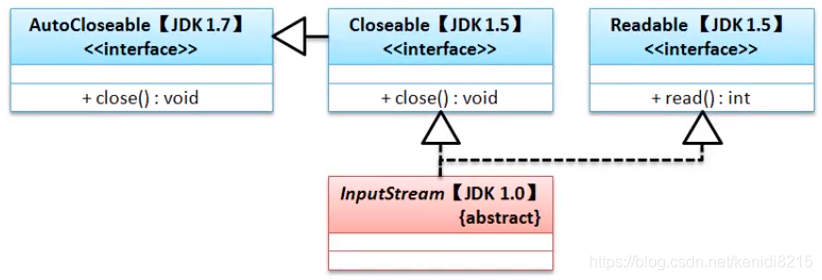 AutoCloseable【JDK 1.7】
<<interface>>
+ close() : void
Closeable【JDK 1.5】
<<interface>>
+ close() : void
Readable【JDK 1.5】
<<interface>>
+ read() : int
InputStream【JDK 1.0】
{abstract}
https://blog.csdn.net/kenidi8215